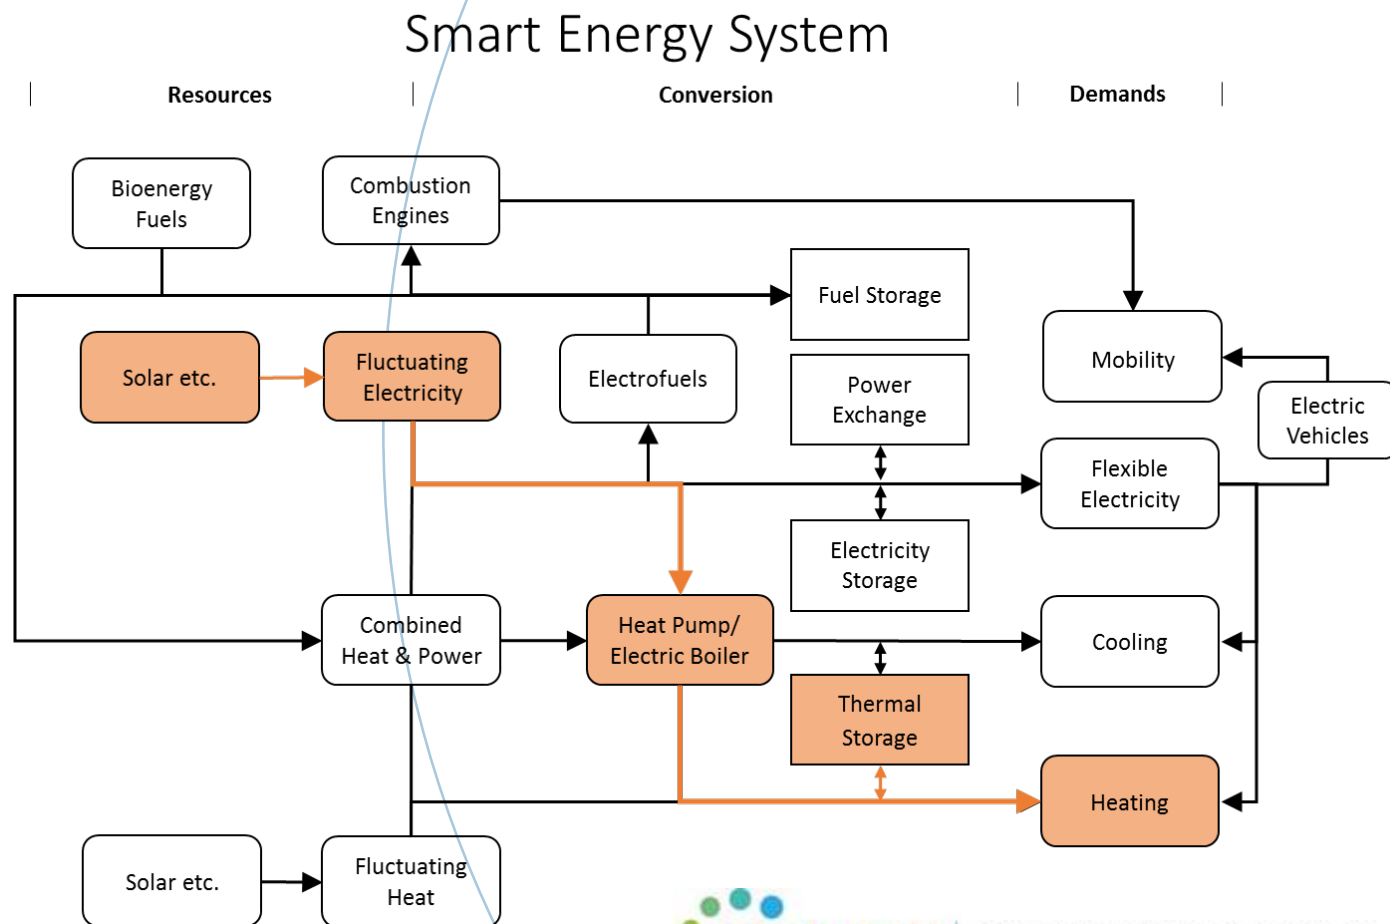 Smart Energy System
Resources
Conversion
Demands
Bioenergy
Fuels
Combustion
Engines
Fuel Storage
Solar etc.
Fluctuating
Electricity
Electrofuels
Power
Exchange
Mobility
Electric
Vehicles
Flexible
Electricity
Electricity
Storage
Combined
Heat & Power
Heat Pump/
Electric Boiler
Cooling
Thermal
Storage
Heating
Solar etc.
Fluctuating
Heat